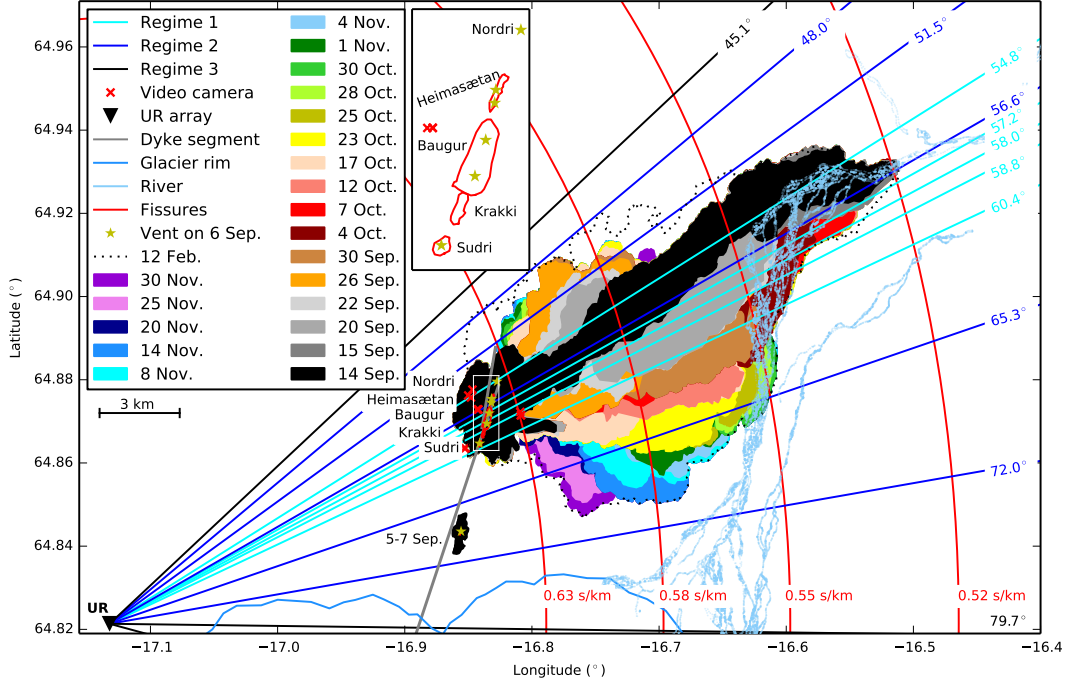 64.96
64.94
64.92
64.90
64.88
64.86
64.84
64.82
Latitude (°)
−17.1
−17.0
−16.9
−16.8
−16.7
−16.6
−16.5
−16.4
Longitude (°)
Regime 1
Regime 2
Regime 3
Video camera
UR array
Dyke segment
Glacier rim
River
Fissures
Vent on 6 Sep.
12 Feb.
30 Nov.
25 Nov.
20 Nov.
14 Nov.
8 Nov.
4 Nov.
1 Nov.
30 Oct.
28 Oct.
25 Oct.
23 Oct.
17 Oct.
12 Oct.
7 Oct.
4 Oct.
30 Sep.
26 Sep.
22 Sep.
20 Sep.
15 Sep.
14 Sep.
3 km
Nordri
Heimasætan
Baugur
Krakki
Sudri
45.1°
48.0°
51.5°
54.8°
56.6°
57.2°
58.0°
58.8°
60.4°
65.3°
72.0°
79.7°
Nordri
Heimasætan
Baugur
Krakki
Sudri
5-7 Sep.
UR
0.63 s/km
0.58 s/km
0.55 s/km
0.52 s/km